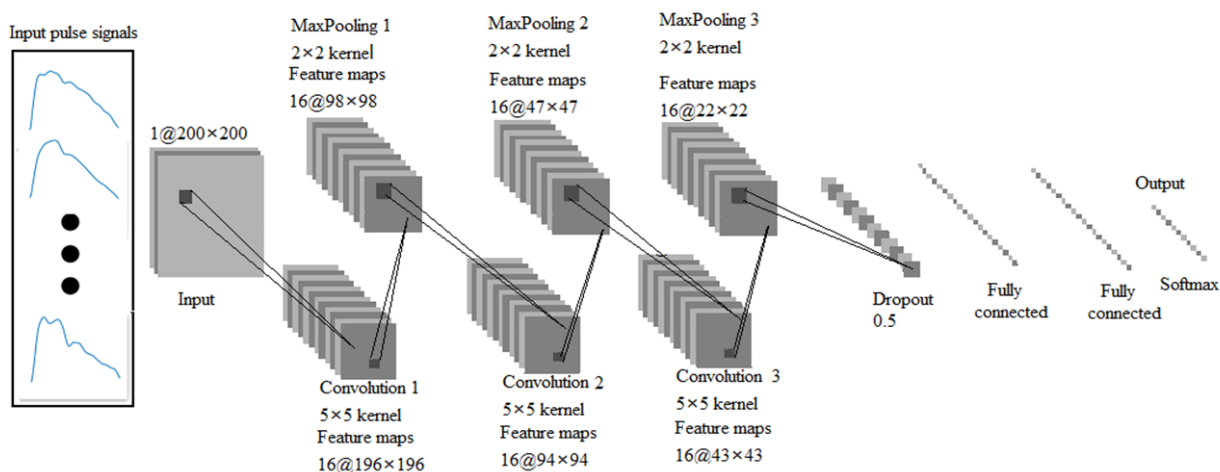 Input pulse signals
1@200×200
Input
MaxPooling 1
2×2 kernel
Feature maps
16@98×98
Convolution 1
5×5 kernel
Feature maps
16@196×196
MaxPooling 2
2×2 kernel
Feature maps
16@47×47
Convolution 2
5×5 kernel
Feature maps
16@94×94
MaxPooling 3
2×2 kernel
Feature maps
16@22×22
Convolution 3
5×5 kernel
Feature maps
16@43×43
Dropout
0.5
Fully
connected
Fully
connected
Output
Softmax